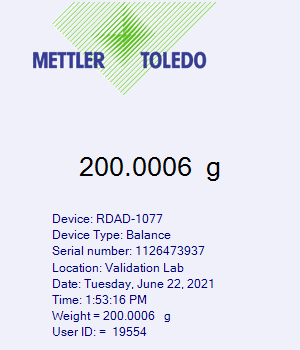 METTLER TOLEDO
200.0006 g
Device: RDAD-1077
Device Type: Balance
Serial number: 1126473937
Location: Validation Lab
Date: Tuesday, June 22, 2021
Time: 1:53:16 PM
Weight = 200.0006 g
User ID: = 19554